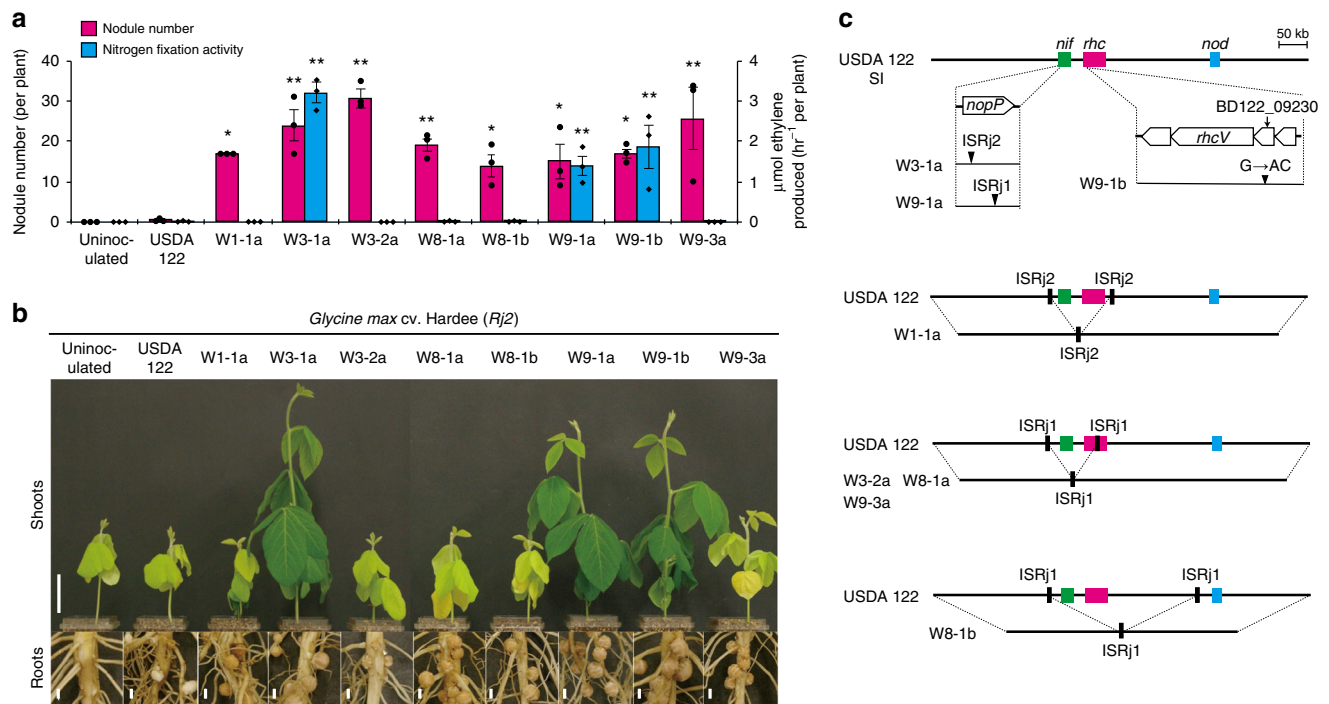 a
Nodule number
Nitrogen fixation activity
Nodule number (per plant)
40
30
20
10
0
* ** ** ** * * ** * ** **
4
3
2
1
0
μmol ethylene
produced (hr⁻¹ per plant)
Uninoc-
ulated
USDA
122
W1-1a W3-1a W3-2a W8-1a W8-1b W9-1a W9-1b W9-3a
b
Glycine max cv. Hardee (Rj2)
Uninoc-
ulated
USDA
122
W1-1a W3-1a W3-2a W8-1a W8-1b W9-1a W9-1b W9-3a
Shoots
Roots
c
50 kb
nif rhc nod
USDA 122
SI
nopP
BD122_09230
rhcV
ISRj2
W3-1a
G→AC
ISRj1
W9-1b
W9-1a
ISRj2 ISRj2
USDA 122
W1-1a
ISRj2
ISRj1 ISRj1
USDA 122
W3-2a W8-1a
W9-3a
ISRj1
ISRj1 ISRj1
USDA 122
W8-1b
ISRj1